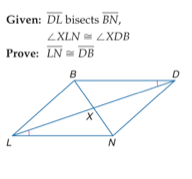 Given: DL bisects BN,
∠XLN ≅ ∠XDB
Prove: LN ≅ DB
B
D
X
L
N